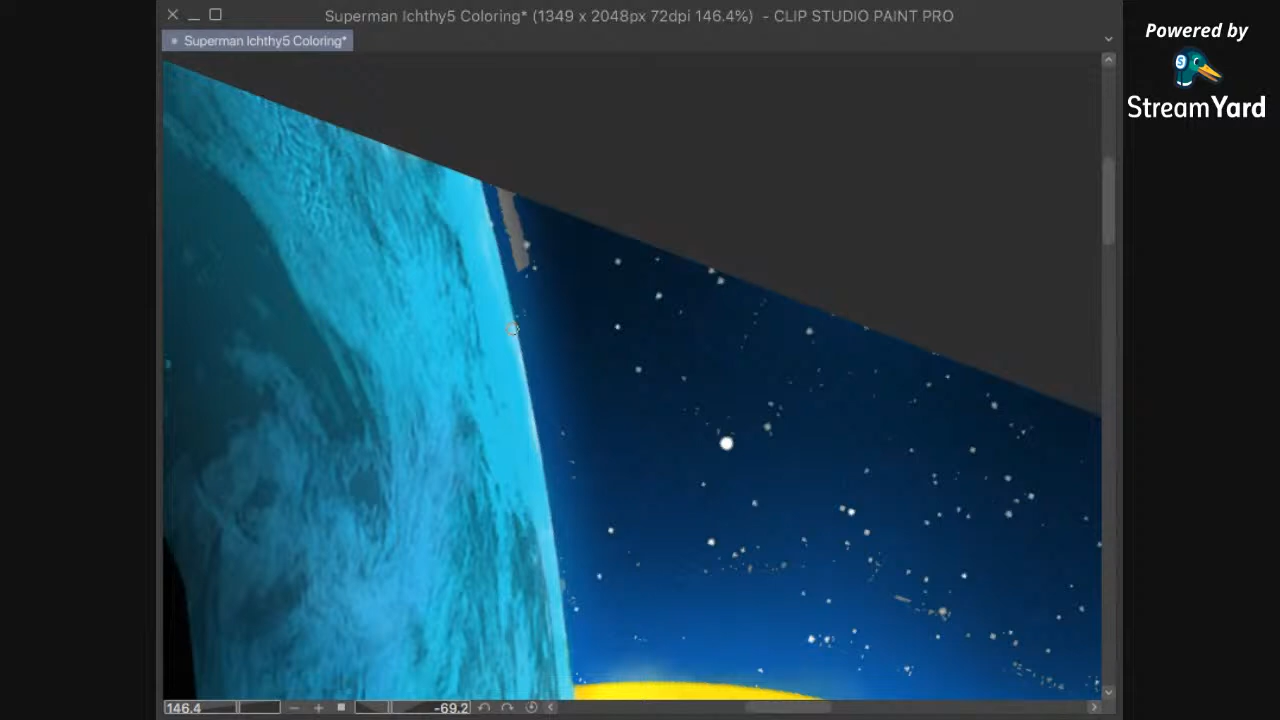 Superman Ichthy5 Coloring* (1349 x 2048px 72dpi 146.4%) - CLIP STUDIO PAINT PRO
Superman Ichthy5 Coloring*
Powered by
S
StreamYard
146.4
-69.2